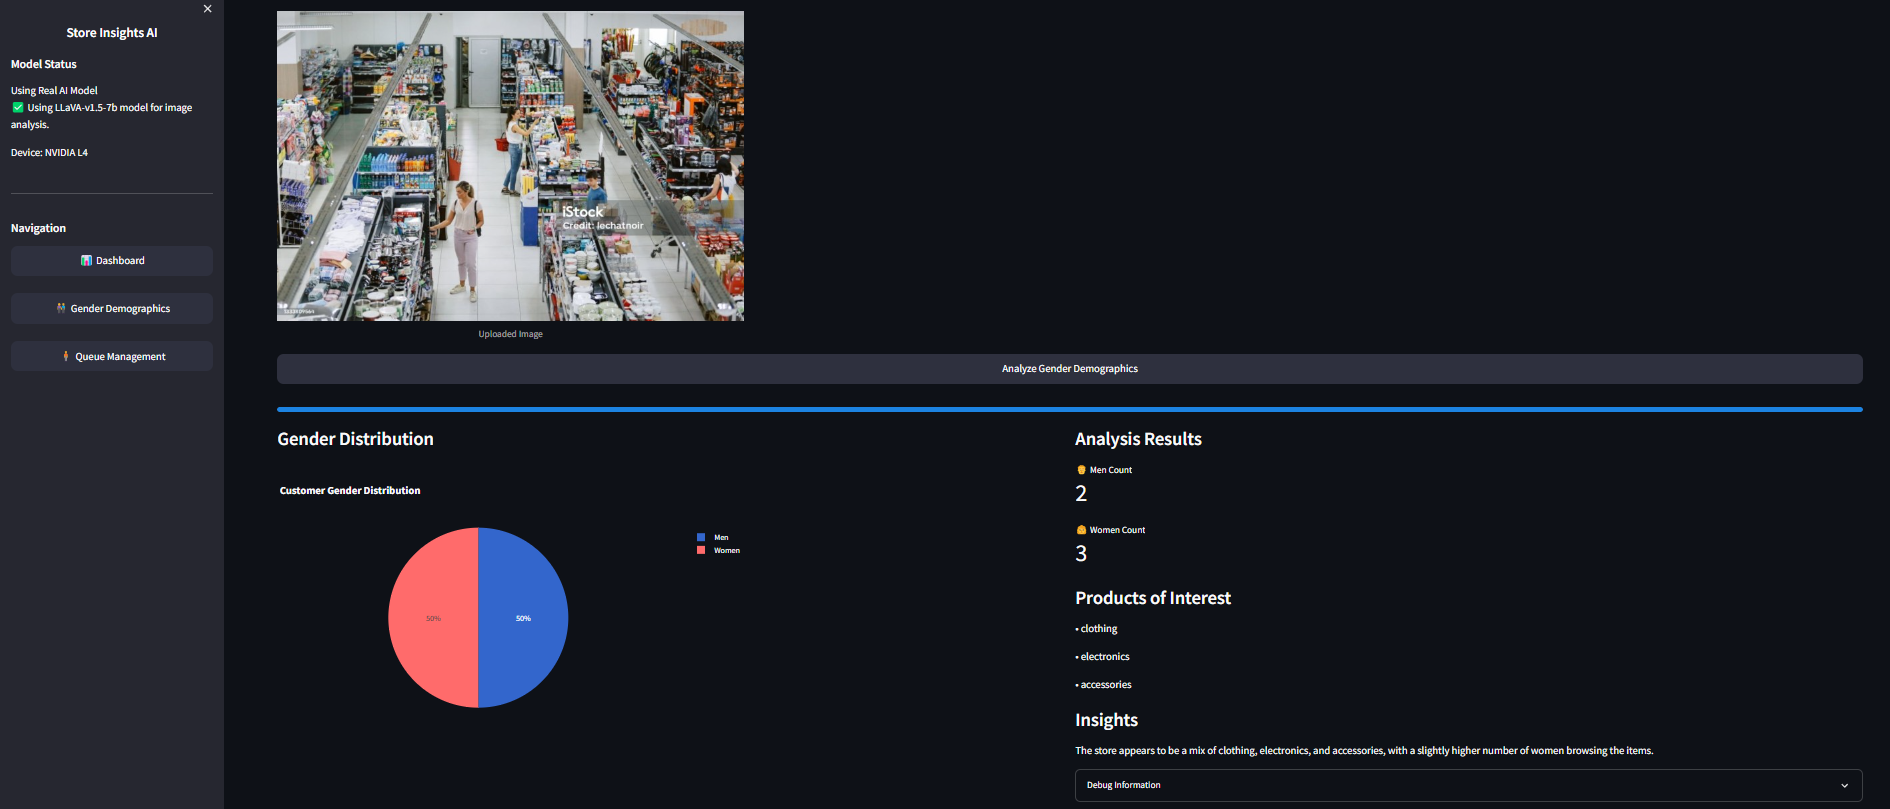 Store Insights AI
Model Status
Using Real AI Model
Using LLaVA-v1.5-7b model for image
analysis.
Device: NVIDIA L4
Navigation
Dashboard
Gender Demographics
Queue Management
iStock
Credit: lechatnoir
Uploaded Image
Analyze Gender Demographics
Gender Distribution
Customer Gender Distribution
Men
Women
50%
50%
Analysis Results
Men Count
2
Women Count
3
Products of Interest
• clothing
• electronics
• accessories
Insights
The store appears to be a mix of clothing, electronics, and accessories, with a slightly higher number of women browsing the items.
Debug Information